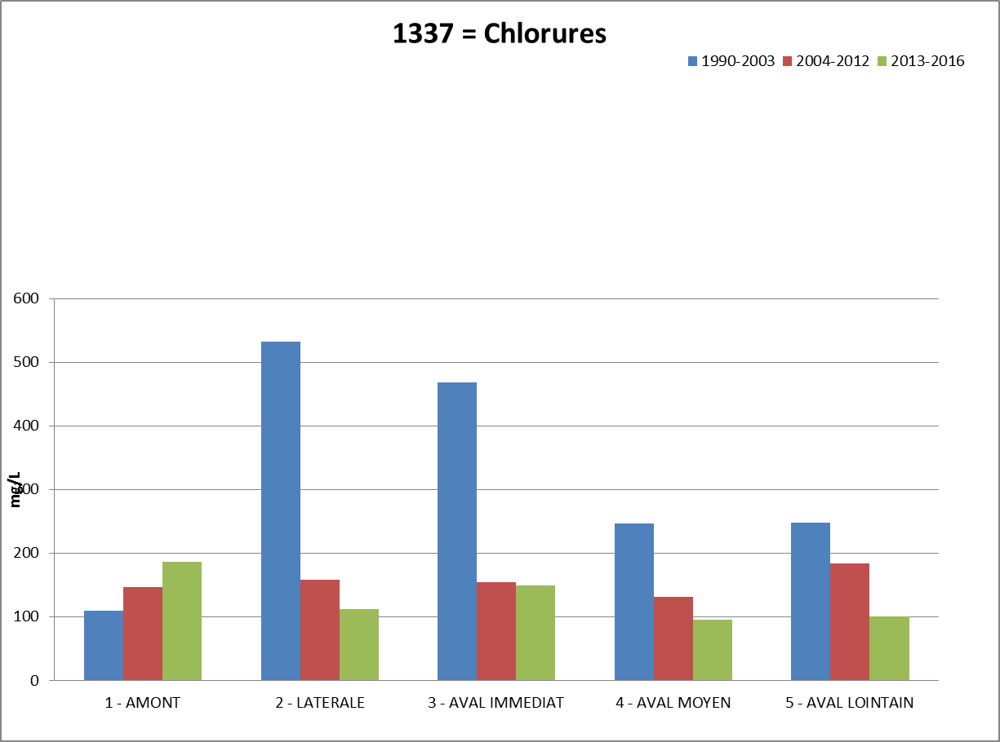 1337 = Chlorures
1990-2003 2004-2012 2013-2016
600
500
400
300
200
100
0
mg/L
1 - AMONT 2 - LATERALE 3 - AVAL IMMEDIAT 4 - AVAL MOYEN 5 - AVAL LOINTAIN